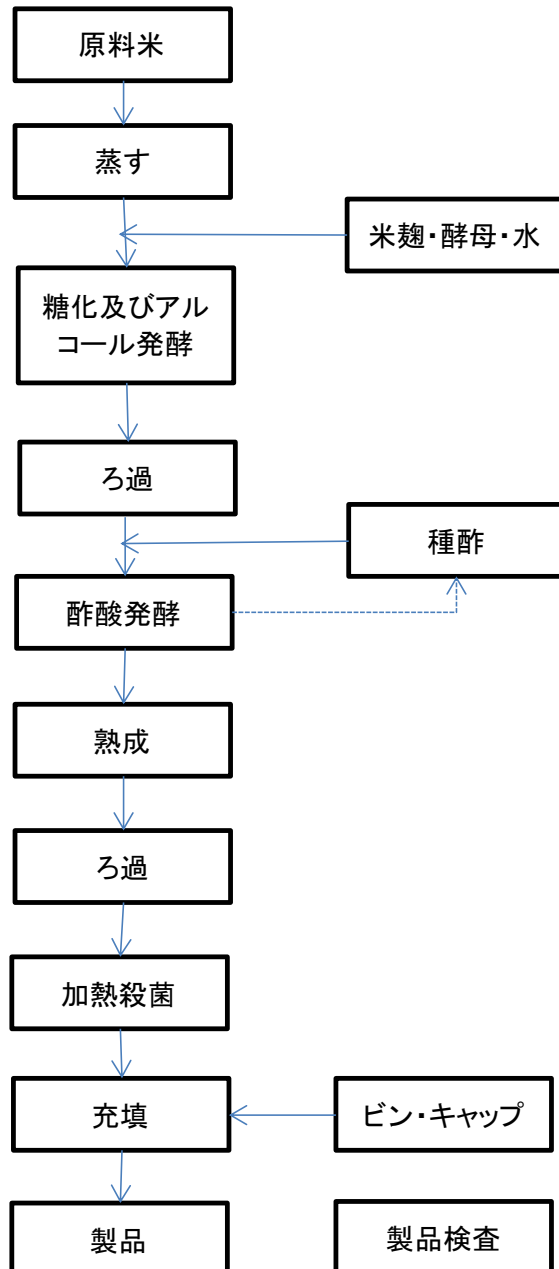 原料米
蒸す
米麹・酵母・水
糖化及びアル
コール発酵
ろ過
種酢
酢酸発酵
熟成
ろ過
加熱殺菌
充填
ビン・キャップ
製品
製品検査